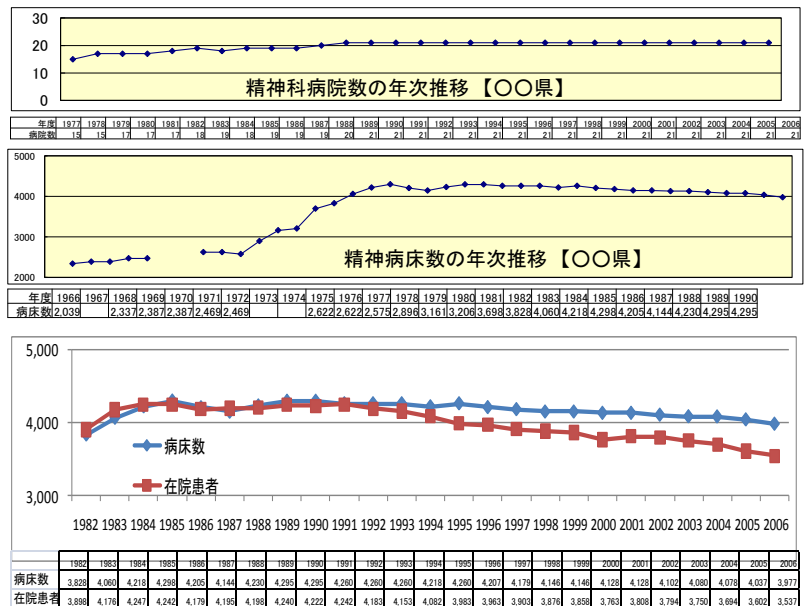 30
20
10
0
精神科病院数の年次推移 【〇〇県】
年度 1977 1978 1979 1980 1981 1982 1983 1984 1985 1986 1987 1988 1989 1990 1991 1992 1993 1994 1995 1996 1997 1998 1999 2000 2001 2002 2003 2004 2005 2006
病院数 15 15 17 17 17 18 19 18 19 19 19 20 21 21 21 21 21 21 21 21 21 21 21 21 21 21 21 21 21 21
5000
4000
3000
2000
精神病床数の年次推移 【〇〇県】
年度 1966 1967 1968 1969 1970 1971 1972 1973 1974 1975 1976 1977 1978 1979 1980 1981 1982 1983 1984 1985 1986 1987 1988 1989 1990
病床数 2,039 2,337 2,387 2,387 2,469 2,469 2,622 2,622 2,575 2,896 3,161 3,206 3,698 3,828 4,060 4,218 4,298 4,205 4,144 4,230 4,295 4,295
5,000
4,000
3,000
病床数
在院患者
1982 1983 1984 1985 1986 1987 1988 1989 1990 1991 1992 1993 1994 1995 1996 1997 1998 1999 2000 2001 2002 2003 2004 2005 2006
1982 1983 1984 1985 1986 1987 1988 1989 1990 1991 1992 1993 1994 1995 1996 1997 1998 1999 2000 2001 2002 2003 2004 2005 2006
病床数 3,828 4,060 4,218 4,298 4,205 4,144 4,230 4,295 4,295 4,260 4,260 4,260 4,218 4,260 4,207 4,179 4,146 4,146 4,128 4,128 4,102 4,080 4,078 4,037 3,977
在院患者 3,898 4,176 4,247 4,242 4,179 4,195 4,198 4,240 4,222 4,242 4,183 4,153 4,082 3,983 3,963 3,903 3,876 3,858 3,763 3,808 3,794 3,750 3,694 3,602 3,537